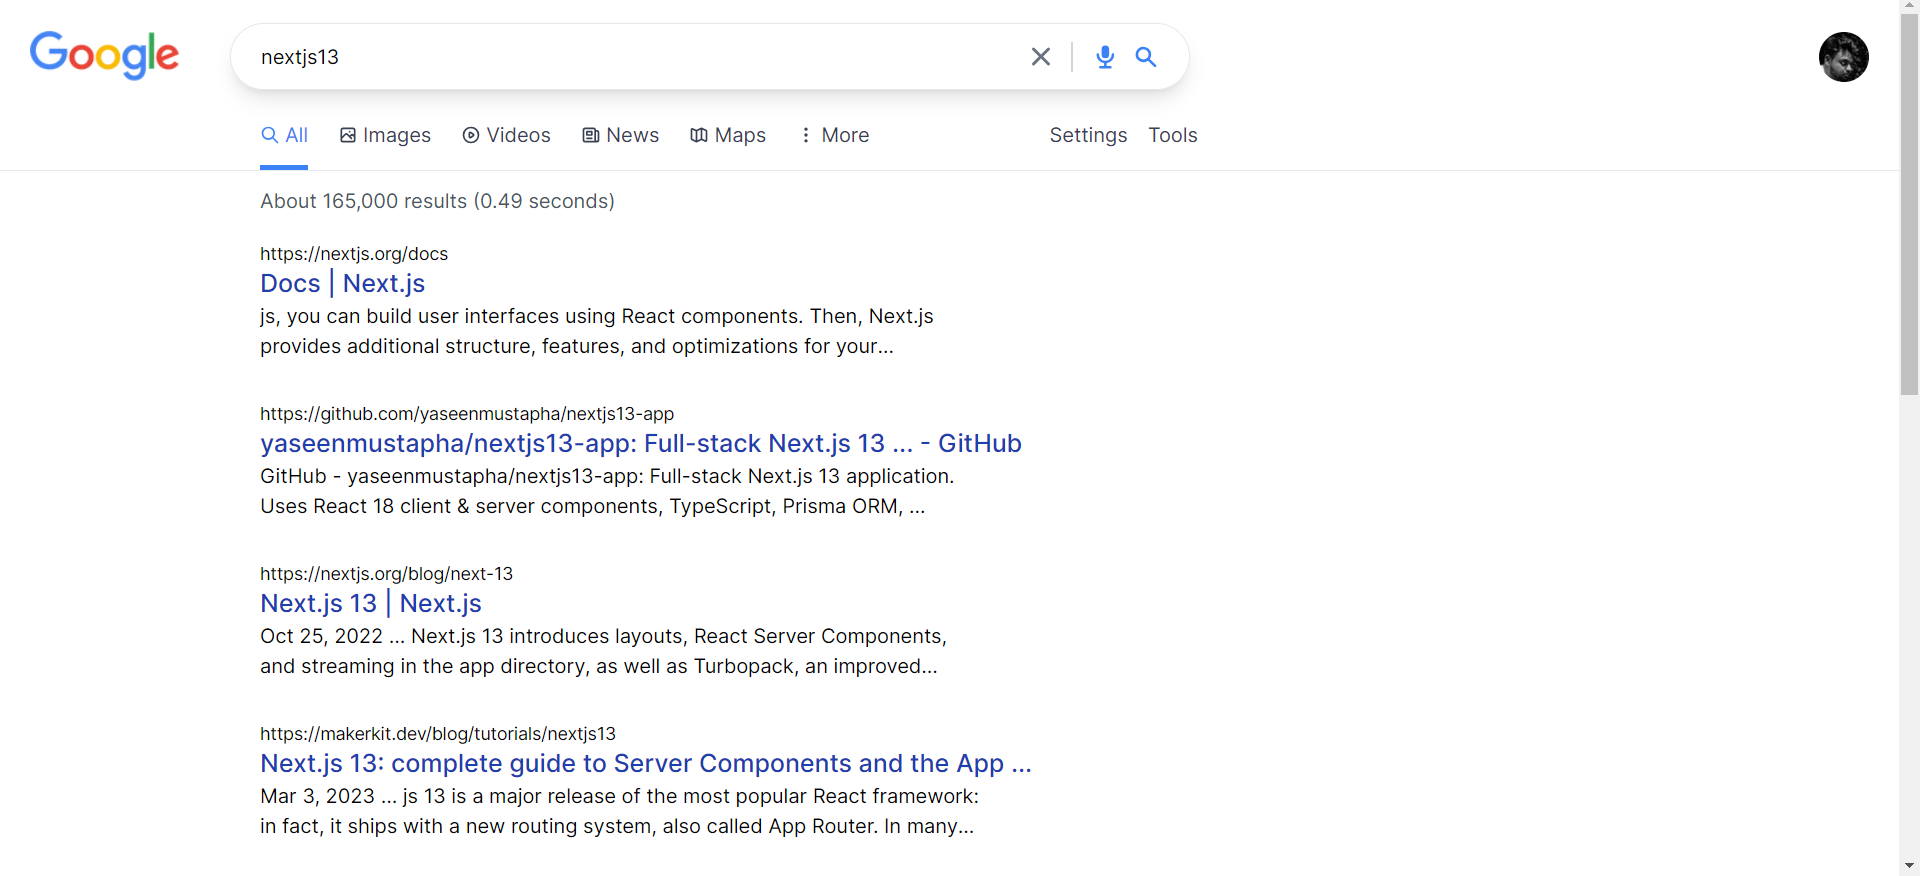 Google
nextjs13
All Images Videos News Maps More Settings Tools
About 165,000 results (0.49 seconds)
https://nextjs.org/docs
Docs | Next.js
js, you can build user interfaces using React components. Then, Next.js
provides additional structure, features, and optimizations for your...
https://github.com/yaseenmustapha/nextjs13-app
yaseenmustapha/nextjs13-app: Full-stack Next.js 13 ... - GitHub
GitHub - yaseenmustapha/nextjs13-app: Full-stack Next.js 13 application.
Uses React 18 client & server components, TypeScript, Prisma ORM, ...
https://nextjs.org/blog/next-13
Next.js 13 | Next.js
Oct 25, 2022 ... Next.js 13 introduces layouts, React Server Components,
and streaming in the app directory, as well as Turbopack, an improved...
https://makerkit.dev/blog/tutorials/nextjs13
Next.js 13: complete guide to Server Components and the App ...
Mar 3, 2023 ... js 13 is a major release of the most popular React framework:
in fact, it ships with a new routing system, also called App Router. In many...